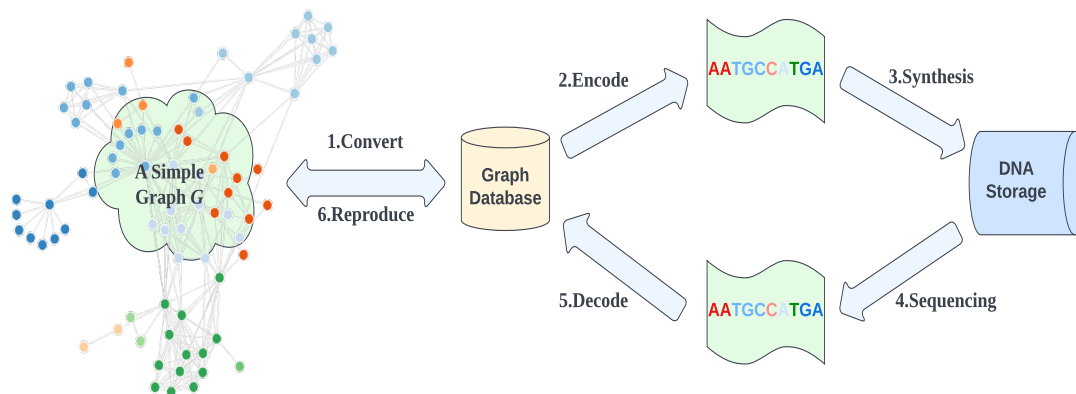 A Simple
Graph G
1.Convert
6.Reproduce
Graph
Database
2.Encode
AATGCCATGA
3.Synthesis
DNA
Storage
4.Sequencing
AATGCCATGA
5.Decode